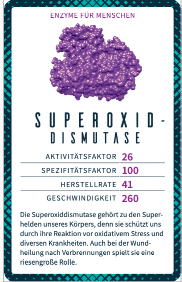 ENZYME FÜR MENSCHEN
SUPEROXID-
DISMUTASE
AKTIVITÄTSFAKTOR 26
SPEZIFITÄTSFAKTOR 100
HERSTELLRATE 41
GESCHWINDIGKEIT 260
Die Superoxiddismutase gehört zu den Super-
helden unseres Körpers, denn sie schützt uns
durch ihre Reaktion vor oxidativem Stress und
diversen Krankheiten. Auch bei der Wund-
heilung nach Verbrennungen spielt sie eine
riesengroße Rolle.